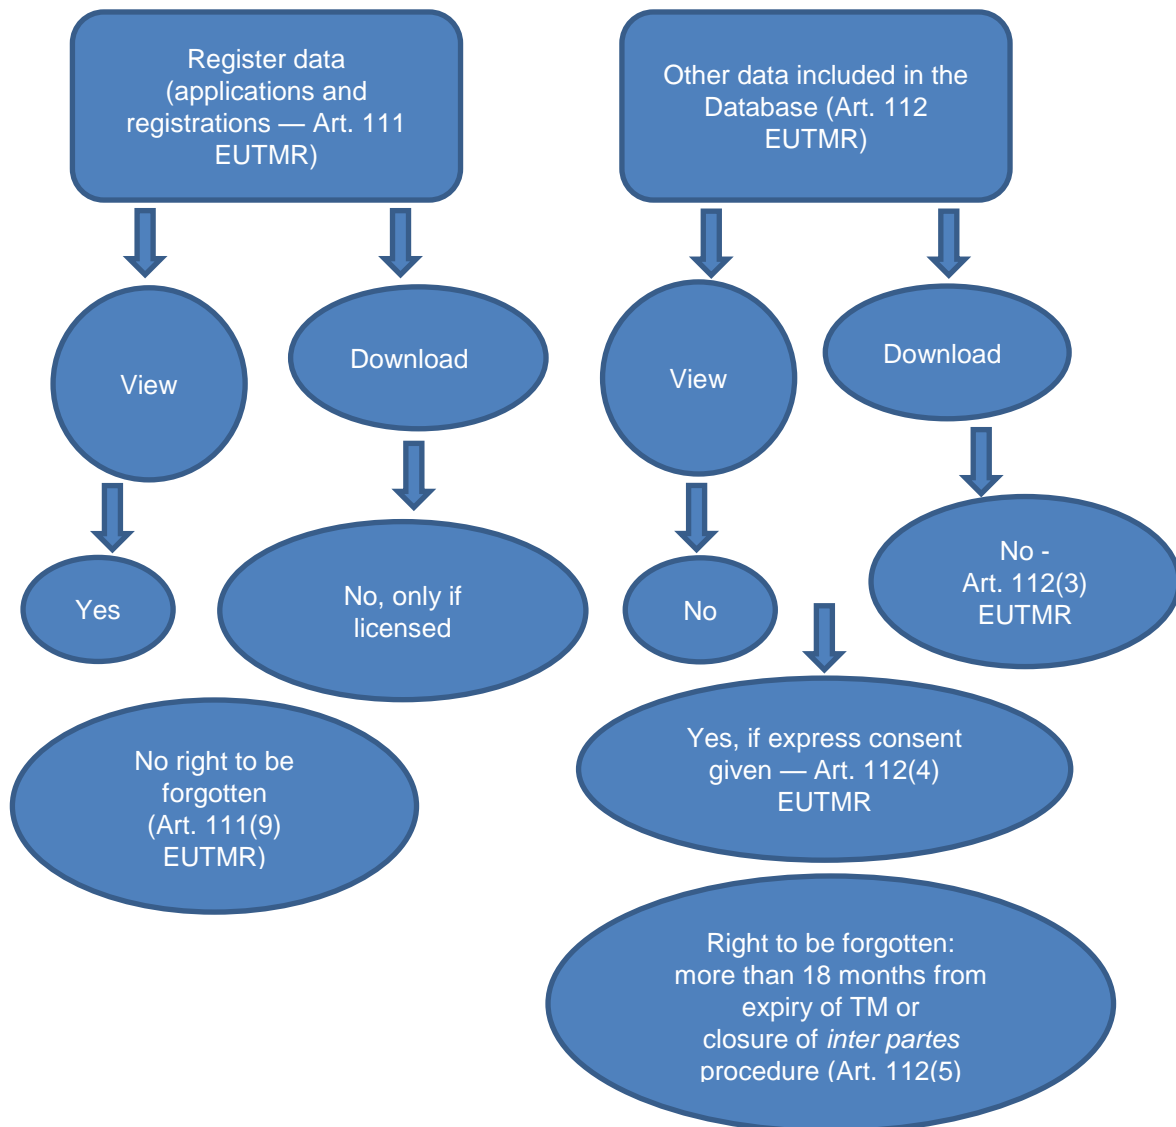 Register data
(applications and
registrations — Art. 111
EUTMR)
Other data included in the
Database (Art. 112
EUTMR)
View
Download
View
Download
Yes
No, only if
licensed
No
No -
Art. 112(3)
EUTMR
No right to be
forgotten
(Art. 111(9)
EUTMR)
Yes, if express consent
given — Art. 112(4)
EUTMR
Right to be forgotten:
more than 18 months from
expiry of TM or
closure of inter partes
procedure (Art. 112(5)